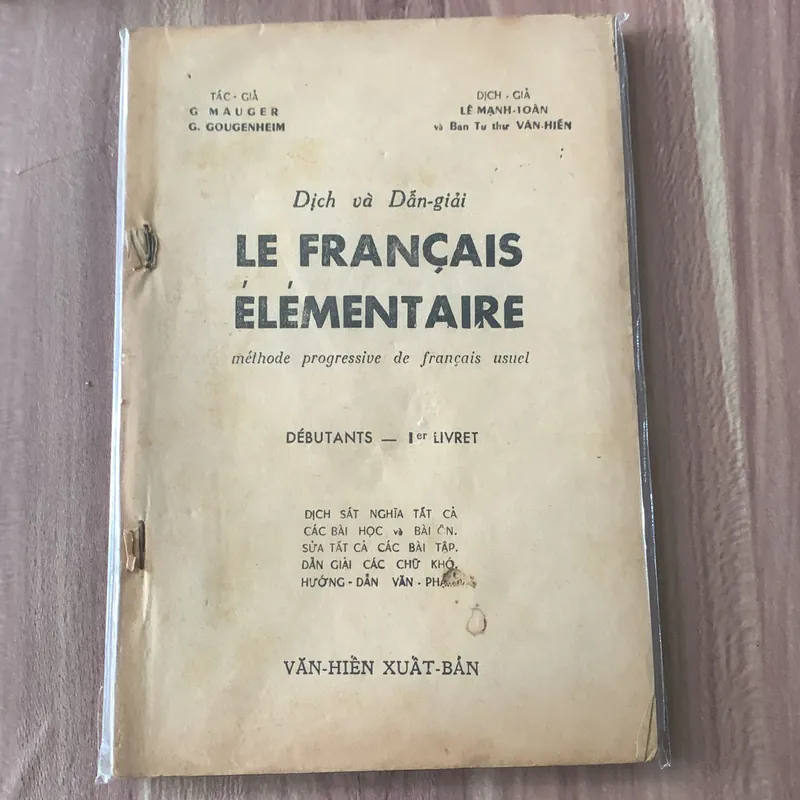 TÁC - GIẢ
G MAUGER
G. GOUGENHEIM
DỊCH - GIẢ
LÊ MẠNH-TOÀN
và Ban Tu thư VĂN-HIẾN
Dịch và Dẫn-giải
LE FRANÇAIS
ÉLÉMENTAIRE
méthode progressive de français usuel
DÉBUTANTS — 1er LIVRET
DỊCH SÁT NGHĨA TẤT CẢ
CÁC BÀI HỌC và BÀI ÔN.
SỬA TẤT CẢ CÁC BÀI TẬP.
DẪN GIẢI CÁC CHỮ KHÓ.
HƯỚNG - DẪN VĂN -
VĂN-HIẾN XUẤT-BẢN